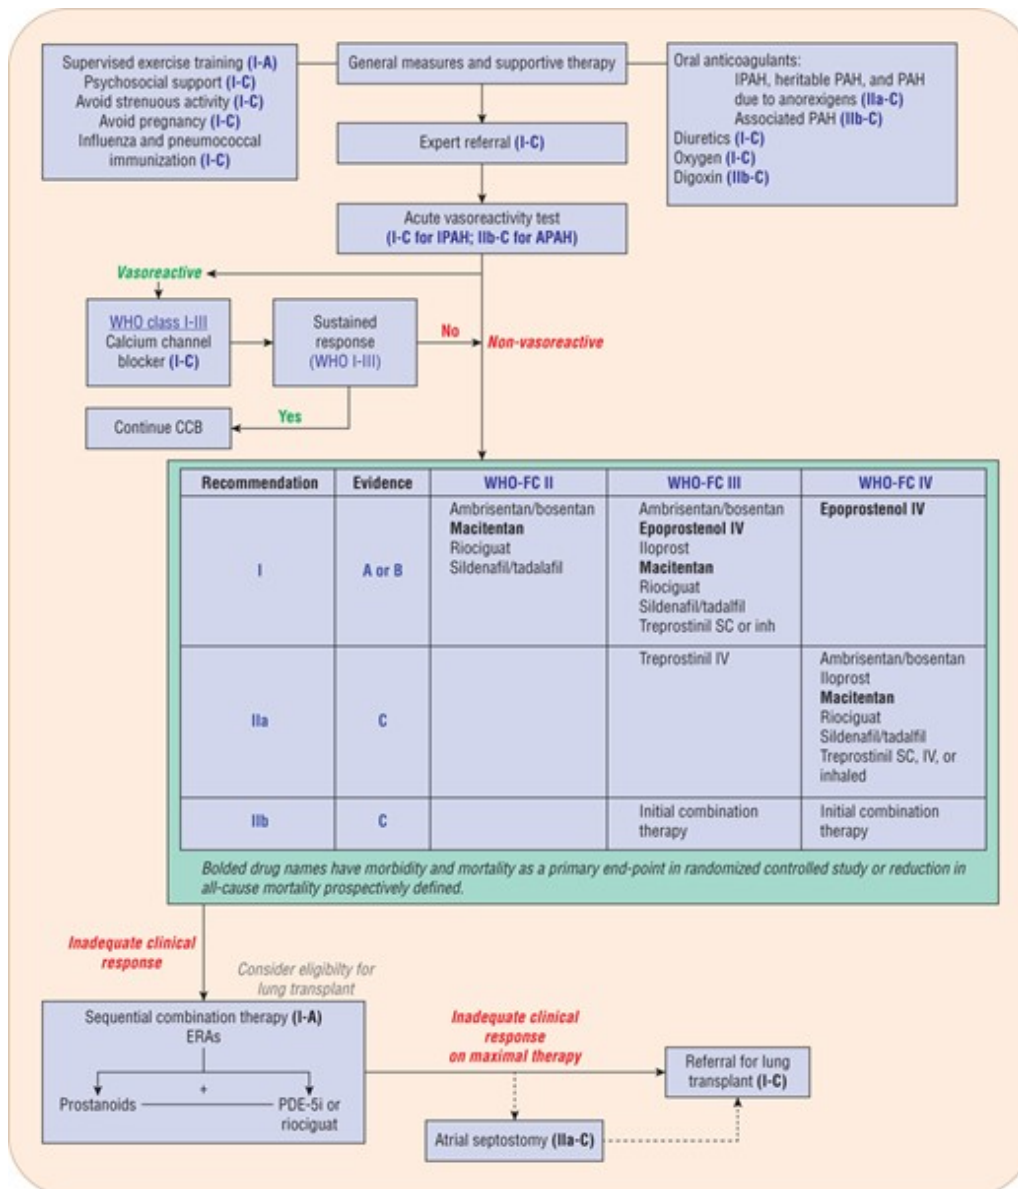 Supervised exercise training (I-A)
Psychosocial support (I-C)
Avoid strenuous activity (I-C)
Avoid pregnancy (I-C)
Influenza and pneumococcal
immunization (I-C)
General measures and supportive therapy
Oral anticoagulants:
IPAH, heritable PAH, and PAH
due to anorexigens (IIa-C)
Associated PAH (IIb-C)
Diuretics (I-C)
Oxygen (I-C)
Digoxin (IIb-C)
Expert referral (I-C)
Acute vasoreactivity test
(I-C for IPAH; IIb-C for APAH)
Vasoreactive
WHO class I-III
Calcium channel
blocker (I-C)
Sustained
response
(WHO I-III)
No
Non-vasoreactive
Yes
Continue CCB
Recommendation
Evidence
WHO-FC II
WHO-FC III
WHO-FC IV
I
A or B
Ambrisentan/bosentan
Macitentan
Riociguat
Sildenafil/tadalafil
Ambrisentan/bosentan
Epoprostenol IV
Iloprost
Macitentan
Riociguat
Sildenafil/tadalfil
Treprostinil SC or inh
Epoprostenol IV
IIa
C
Treprostinil IV
Ambrisentan/bosentan
Iloprost
Macitentan
Riociguat
Sildenafil/tadalfil
Treprostinil SC, IV, or
inhaled
IIb
C
Initial combination
therapy
Initial combination
therapy
Bolded drug names have morbidity and mortality as a primary end-point in randomized controlled study or reduction in
all-cause mortality prospectively defined.
Inadequate clinical
response
Consider eligibilty for
lung transplant
Sequential combination therapy (I-A)
ERAs
+
Prostanoids
PDE-5i or
riociguat
Inadequate clinical
response
on maximal therapy
Referral for lung
transplant (I-C)
Atrial septostomy (IIa-C)